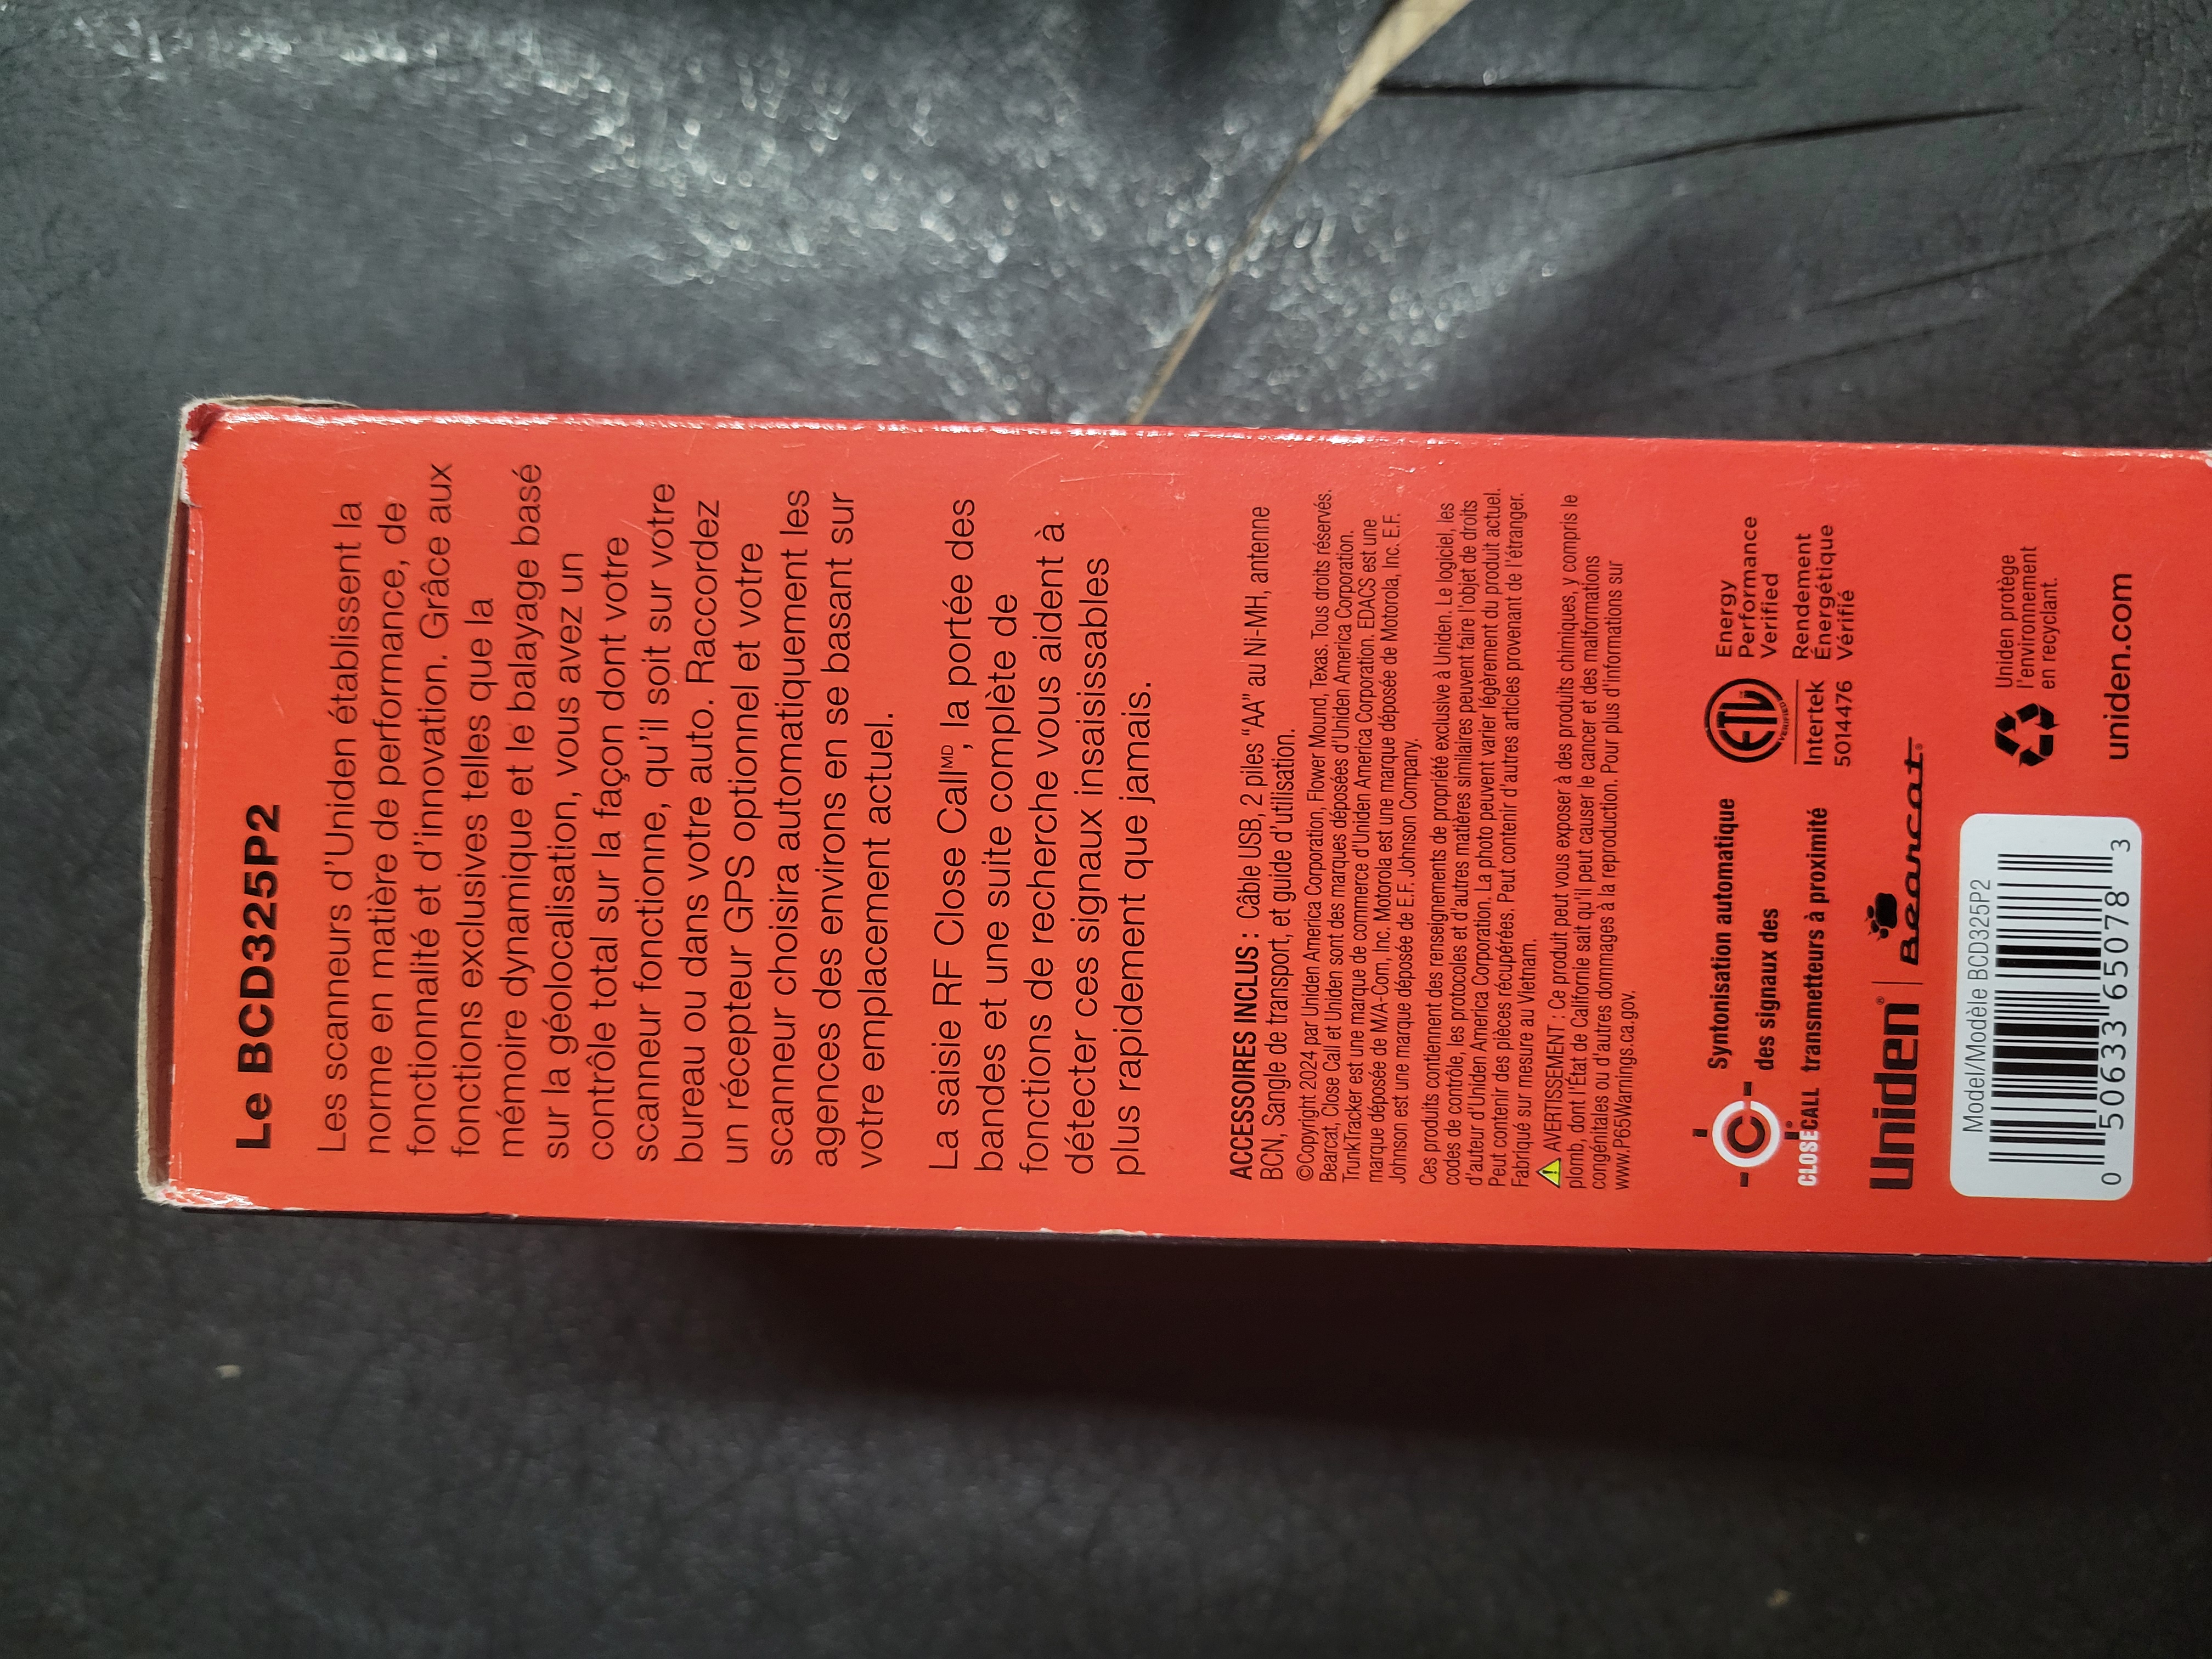 Le BCD325P2
Les scanneurs d'Uniden établissent la
norme en matière de performance, de
fonctionnalité et d'innovation. Grâce aux
fonctions exclusives telles que la
mémoire dynamique et le balayage basé
sur la géolocalisation, vous avez un
contrôle total sur la façon dont votre
scanneur fonctionne, qu'il soit sur votre
bureau ou dans votre auto. Raccordez
un récepteur GPS optionnel et votre
scanneur choisira automatiquement les
agences des environs en se basant sur
votre emplacement actuel.
La saisie RF Close Call MD, la portée des
bandes et une suite complète de
fonctions de recherche vous aident à
détecter ces signaux insaisissables
plus rapidement que jamais.
ACCESSOIRES INCLUS : Câble USB, 2 piles "AA" au Ni-MH, antenne
BCN, Sangle de transport, et guide d'utilisation.
©Copyright 2024 par Uniden America Corporation, Flower Mound, Texas. Tous droits réservés.
Bearcat, Close Call et Uniden sont des marques déposées d'Uniden America Corporation.
TrunkTracker est une marque de commerce d'Uniden America Corporation. EDACS est une
marque déposée de M/A-Com, Inc. Motorola est une marque déposée de Motorola, Inc. E.F.
Johnson est une marque déposée de E.F. Johnson Company.
Ces produits contiennent des renseignements de propriété exclusive à Uniden. Le logiciel, les
codes de contrôle, les protocoles et d'autres matières similaires peuvent faire l'objet de droits
d'auteur d'Uniden America Corporation. La photo peuvent varier légèrement du produit actuel.
Peut contenir des pièces récupérées. Peut contenir d'autres articles provenant de l'étranger.
Fabriqué sur mesure au Vietnam.
AVERTISSEMENT : Ce produit peut vous exposer à des produits chimiques, y compris le
plomb, dont l'État de Californie sait qu'il peut causer le cancer et des malformations
congénitales ou d'autres dommages à la reproduction. Pour plus d'informations sur
www.P65Warnings.ca.gov.
C
CLOSECALL®
Syntonisation automatique
des signaux des
transmetteurs à proximité
ETL
VERIFIED
Intertek
5014476
Energy
Performance
Verified
Rendement
Énergétique
Vérifié
Uniden® | Bearcat®
Model/Modèle BCD325P2
0 50633 65078 3
Uniden protège
l'environnement
en recyclant.
uniden.com